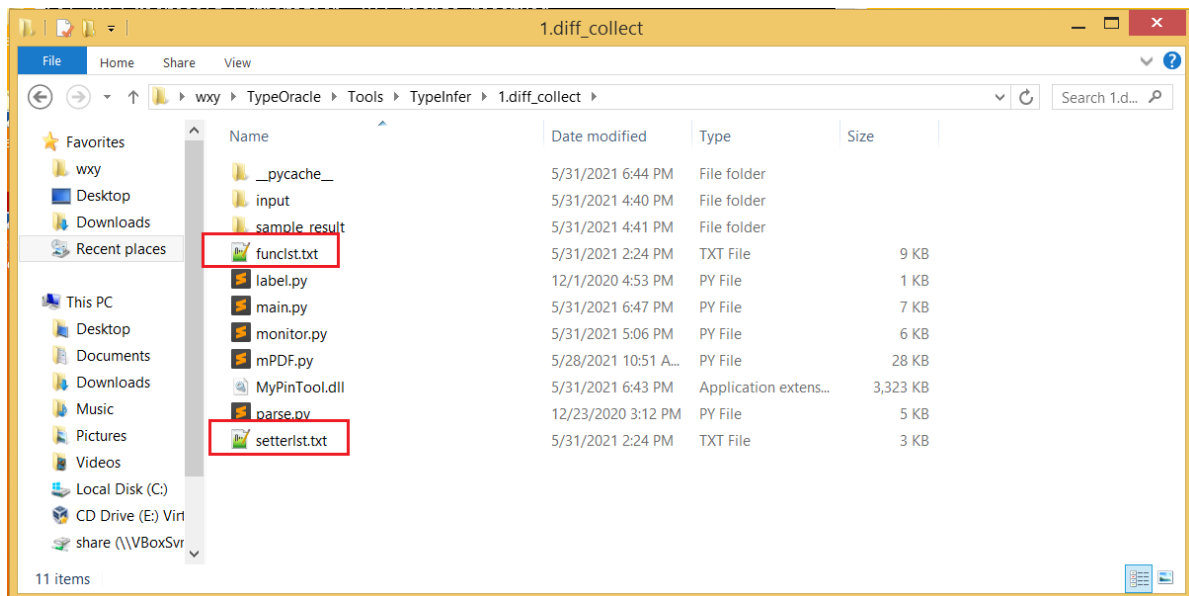 1.diff_collect
File Home Share View
wxy TypeOracle Tools TypeInfer 1.diff_collect Search 1.d...
Favorites
wxy
Desktop
Downloads
Recent places
This PC
Desktop
Documents
Downloads
Music
Pictures
Videos
Local Disk (C:)
CD Drive (E:) Virt
share (\\VBoxSvr
Name Date modified Type Size
__pycache__ 5/31/2021 6:44 PM File folder
input 5/31/2021 4:40 PM File folder
sample_result 5/31/2021 4:41 PM File folder
funclst.txt 5/31/2021 2:24 PM TXT File 9 KB
label.py 12/1/2020 4:53 PM PY File 1 KB
main.py 5/31/2021 6:47 PM PY File 7 KB
monitor.py 5/31/2021 5:06 PM PY File 6 KB
mPDF.py 5/28/2021 10:51 A... PY File 28 KB
MyPinTool.dll 5/31/2021 6:43 PM Application extens... 3,323 KB
parse.py 12/23/2020 3:12 PM PY File 5 KB
setterlst.txt 5/31/2021 2:24 PM TXT File 3 KB
11 items